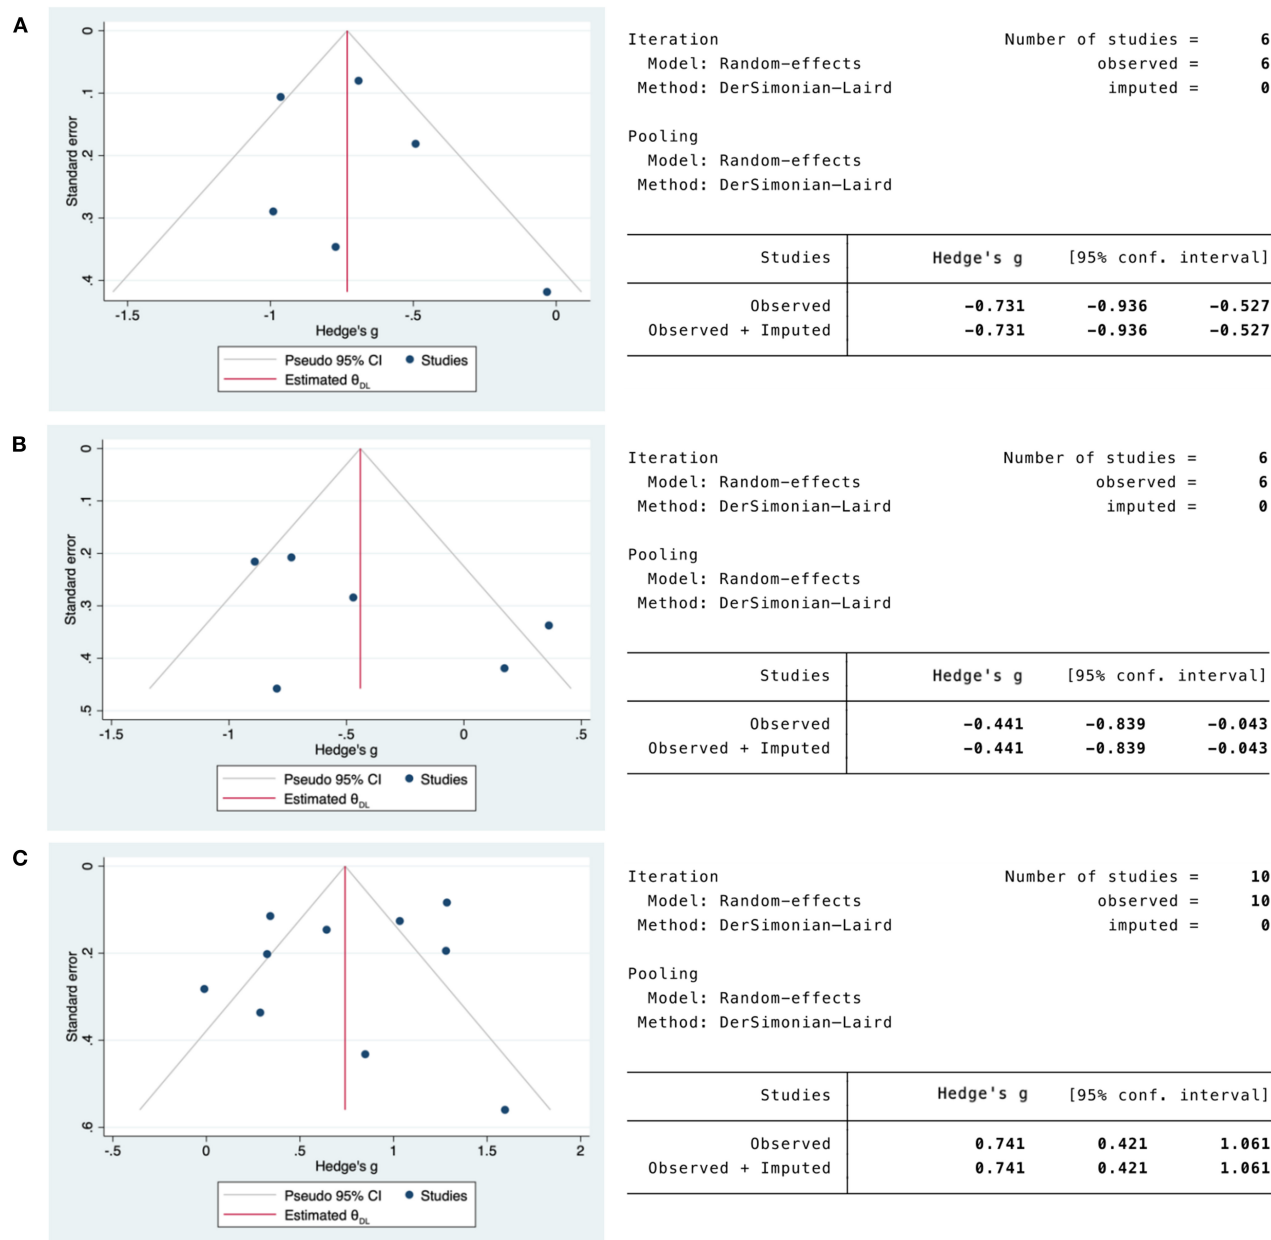 A
0
.1
.2
.3
.4
Standard error
-1.5
-1
-.5
0
Hedge's g
Pseudo 95% CI Studies
Estimated θDL
Iteration Number of studies = 6
Model: Random-effects observed = 6
Method: DerSimonian-Laird imputed = 0
Pooling
Model: Random-effects
Method: DerSimonian-Laird
Studies Hedge's g [95% conf. interval]
Observed -0.731 -0.936 -0.527
Observed + Imputed -0.731 -0.936 -0.527
B
0
.1
.2
.3
.4
.5
Standard error
-1.5
-1
-.5
0
.5
Hedge's g
Pseudo 95% CI Studies
Estimated θDL
Iteration Number of studies = 6
Model: Random-effects observed = 6
Method: DerSimonian-Laird imputed = 0
Pooling
Model: Random-effects
Method: DerSimonian-Laird
Studies Hedge's g [95% conf. interval]
Observed -0.441 -0.839 -0.043
Observed + Imputed -0.441 -0.839 -0.043
C
0
.2
.4
.6
Standard error
-.5
0
.5
1
1.5
2
Hedge's g
Pseudo 95% CI Studies
Estimated θDL
Iteration Number of studies = 10
Model: Random-effects observed = 10
Method: DerSimonian-Laird imputed = 0
Pooling
Model: Random-effects
Method: DerSimonian-Laird
Studies Hedge's g [95% conf. interval]
Observed 0.741 0.421 1.061
Observed + Imputed 0.741 0.421 1.061